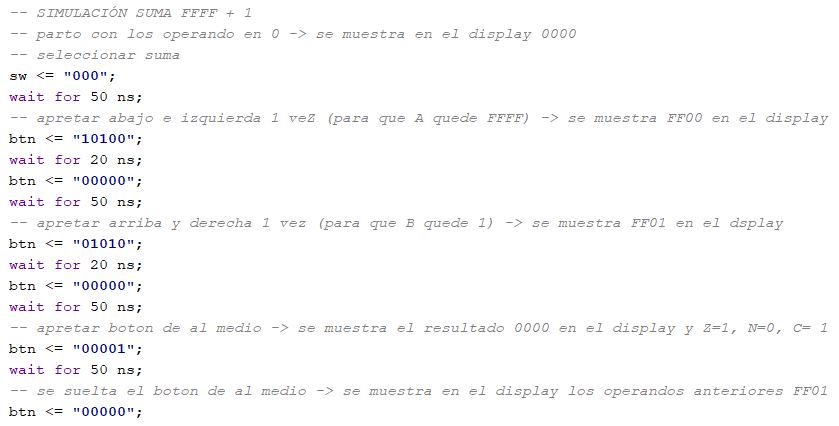 -- SIMULACIÓN SUMA FFFF + 1
-- parto con los operando en 0 -> se muestra en el display 0000
-- seleccionar suma
sw <= "000";
wait for 50 ns;
-- apretar abajo e izquierda 1 veZ (para que A quede FFFF) -> se muestra FF00 en el display
btn <= "10100";
wait for 20 ns;
btn <= "00000";
wait for 50 ns;
-- apretar arriba y derecha 1 vez (para que B quede 1) -> se muestra FF01 en el dsplay
btn <= "01010";
wait for 20 ns;
btn <= "00000";
wait for 50 ns;
-- apretar boton de al medio -> se muestra el resultado 0000 en el display y Z=1, N=0, C= 1
btn <= "00001";
wait for 50 ns;
-- se suelta el boton de al medio -> se muestra en el display los operandos anteriores FF01
btn <= "00000";